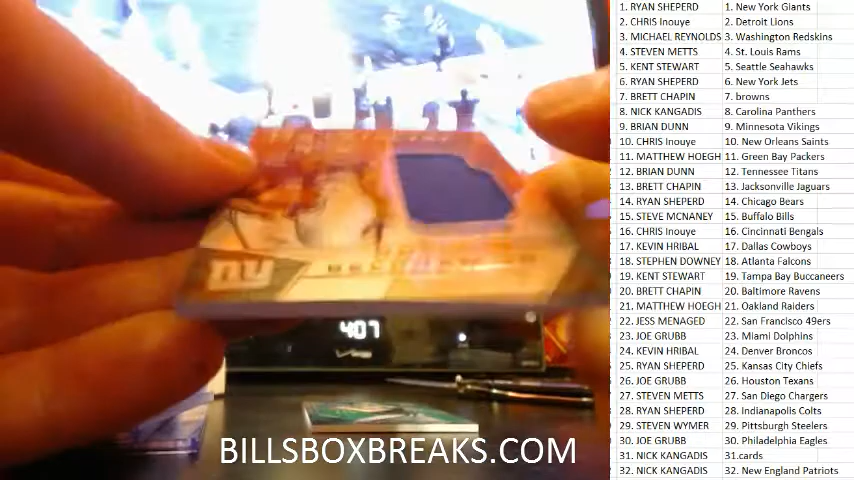 1. RYAN SHEPERD 1. New York Giants
2. CHRIS Inouye 2. Detroit Lions
3. MICHAEL REYNOLDS 3. Washington Redskins
4. STEVEN METTS 4. St. Louis Rams
5. KENT STEWART 5. Seattle Seahawks
6. RYAN SHEPERD 6. New York Jets
7. BRETT CHAPIN 7. browns
8. NICK KANGADIS 8. Carolina Panthers
9. BRIAN DUNN 9. Minnesota Vikings
10. CHRIS Inouye 10. New Orleans Saints
11. MATTHEW HOEGH 11. Green Bay Packers
12. BRIAN DUNN 12. Tennessee Titans
13. BRETT CHAPIN 13. Jacksonville Jaguars
14. RYAN SHEPERD 14. Chicago Bears
15. STEVE MCNANEY 15. Buffalo Bills
16. CHRIS Inouye 16. Cincinnati Bengals
17. KEVIN HRIBAL 17. Dallas Cowboys
18. STEPHEN DOWNEY 18. Atlanta Falcons
19. KENT STEWART 19. Tampa Bay Buccaneers
20. BRETT CHAPIN 20. Baltimore Ravens
21. MATTHEW HOEGH 21. Oakland Raiders
22. JESS MENAGED 22. San Francisco 49ers
23. JOE GRUBB 23. Miami Dolphins
24. KEVIN HRIBAL 24. Denver Broncos
25. RYAN SHEPERD 25. Kansas City Chiefs
26. JOE GRUBB 26. Houston Texans
27. STEVEN METTS 27. San Diego Chargers
28. RYAN SHEPERD 28. Indianapolis Colts
29. STEVEN WYMER 29. Pittsburgh Steelers
30. JOE GRUBB 30. Philadelphia Eagles
31. NICK KANGADIS 31.cards
32. NICK KANGADIS 32. New England Patriots
ny
4:07
BILLSBOXBREAKS.COM